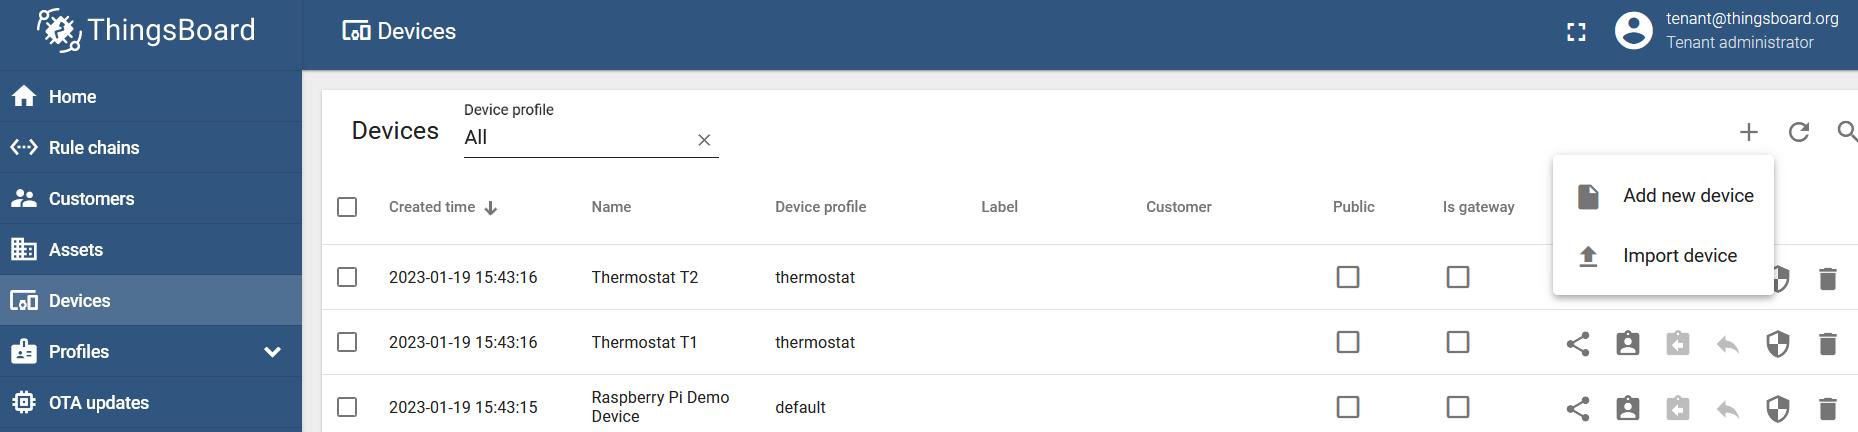 ThingsBoard
Devices
tenant@thingsboard.org
Tenant administrator
Home
Rule chains
Customers
Assets
Devices
Profiles
OTA updates
Devices
Device profile
All
Add new device
Import device
Created time Name Device profile Label Customer Public Is gateway
2023-01-19 15:43:16 Thermostat T2 thermostat
2023-01-19 15:43:16 Thermostat T1 thermostat
2023-01-19 15:43:15 Raspberry Pi Demo default
Device